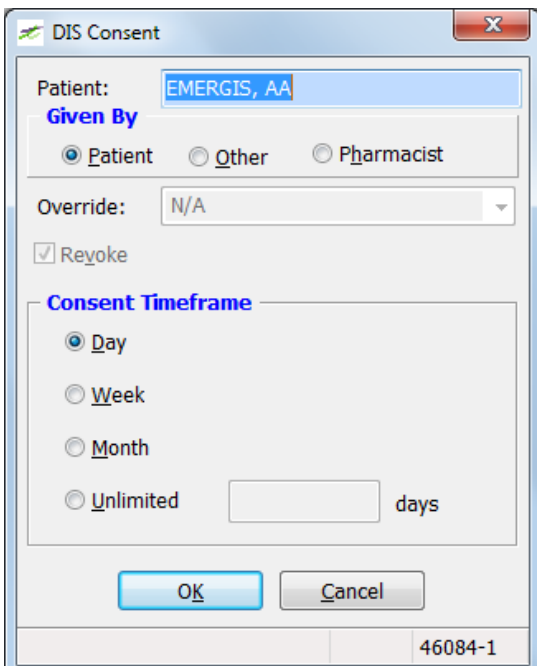 DIS Consent
Patient: EMERGIS, AA
Given By
Patient Other Pharmacist
Override: N/A
Revoke
Consent Timeframe
Day
Week
Month
Unlimited days
OK Cancel
46084-1